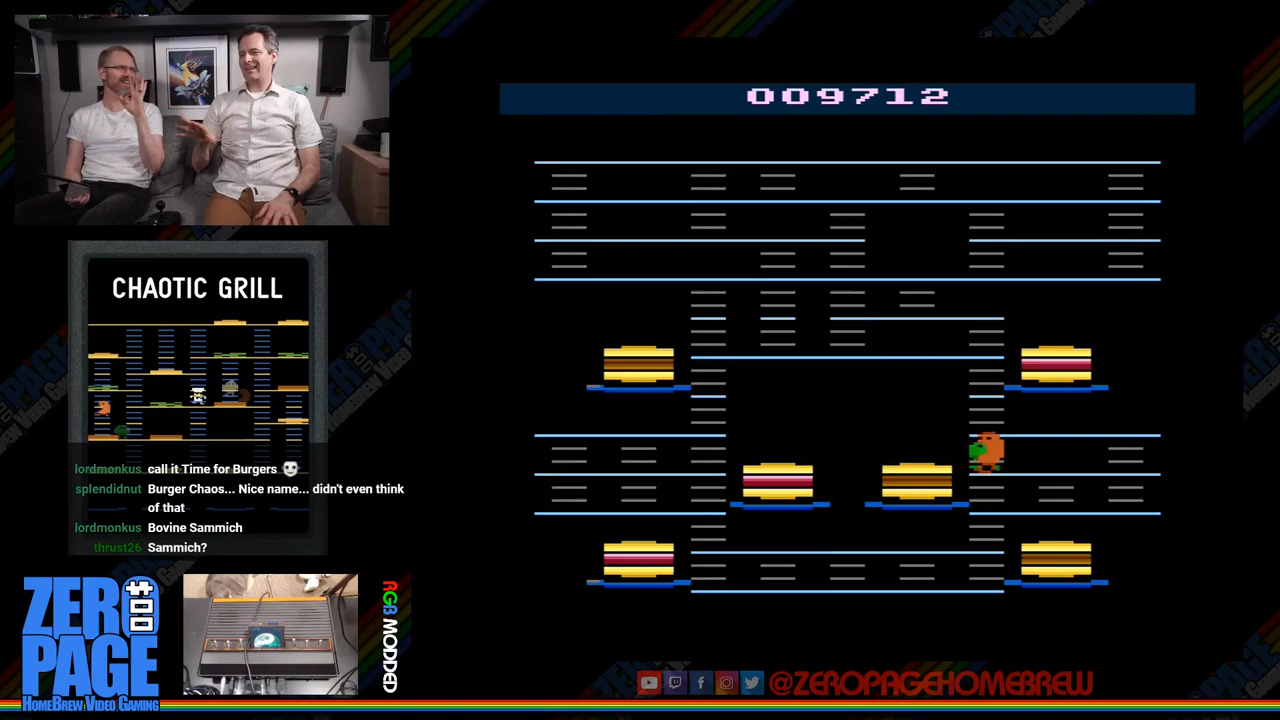 009712
CHAOTIC GRILL
lordmonkus call it Time for Burgers
splendidnut Burger Chaos... Nice name... didn't even think
of that
lordmonkus Bovine Sammich
thrust26 Sammich?
ZERO
PAGE
HOMEBREW VIDEO GAMING
RGB MODDED
@ZEROPAGEHOMEBREW